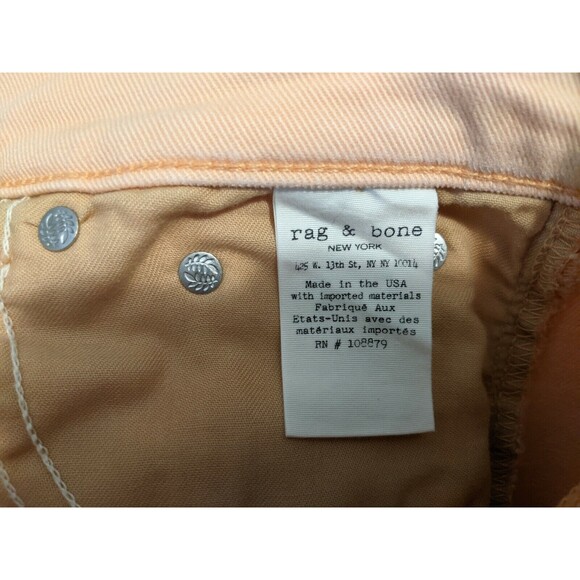 rag & bone
NEW YORK
425 W. 13th St, NY NY 10014
Made in the USA
with imported materials
Fabriqué Aux
Etats-Unis avec des
matériaux importés
RN # 108879